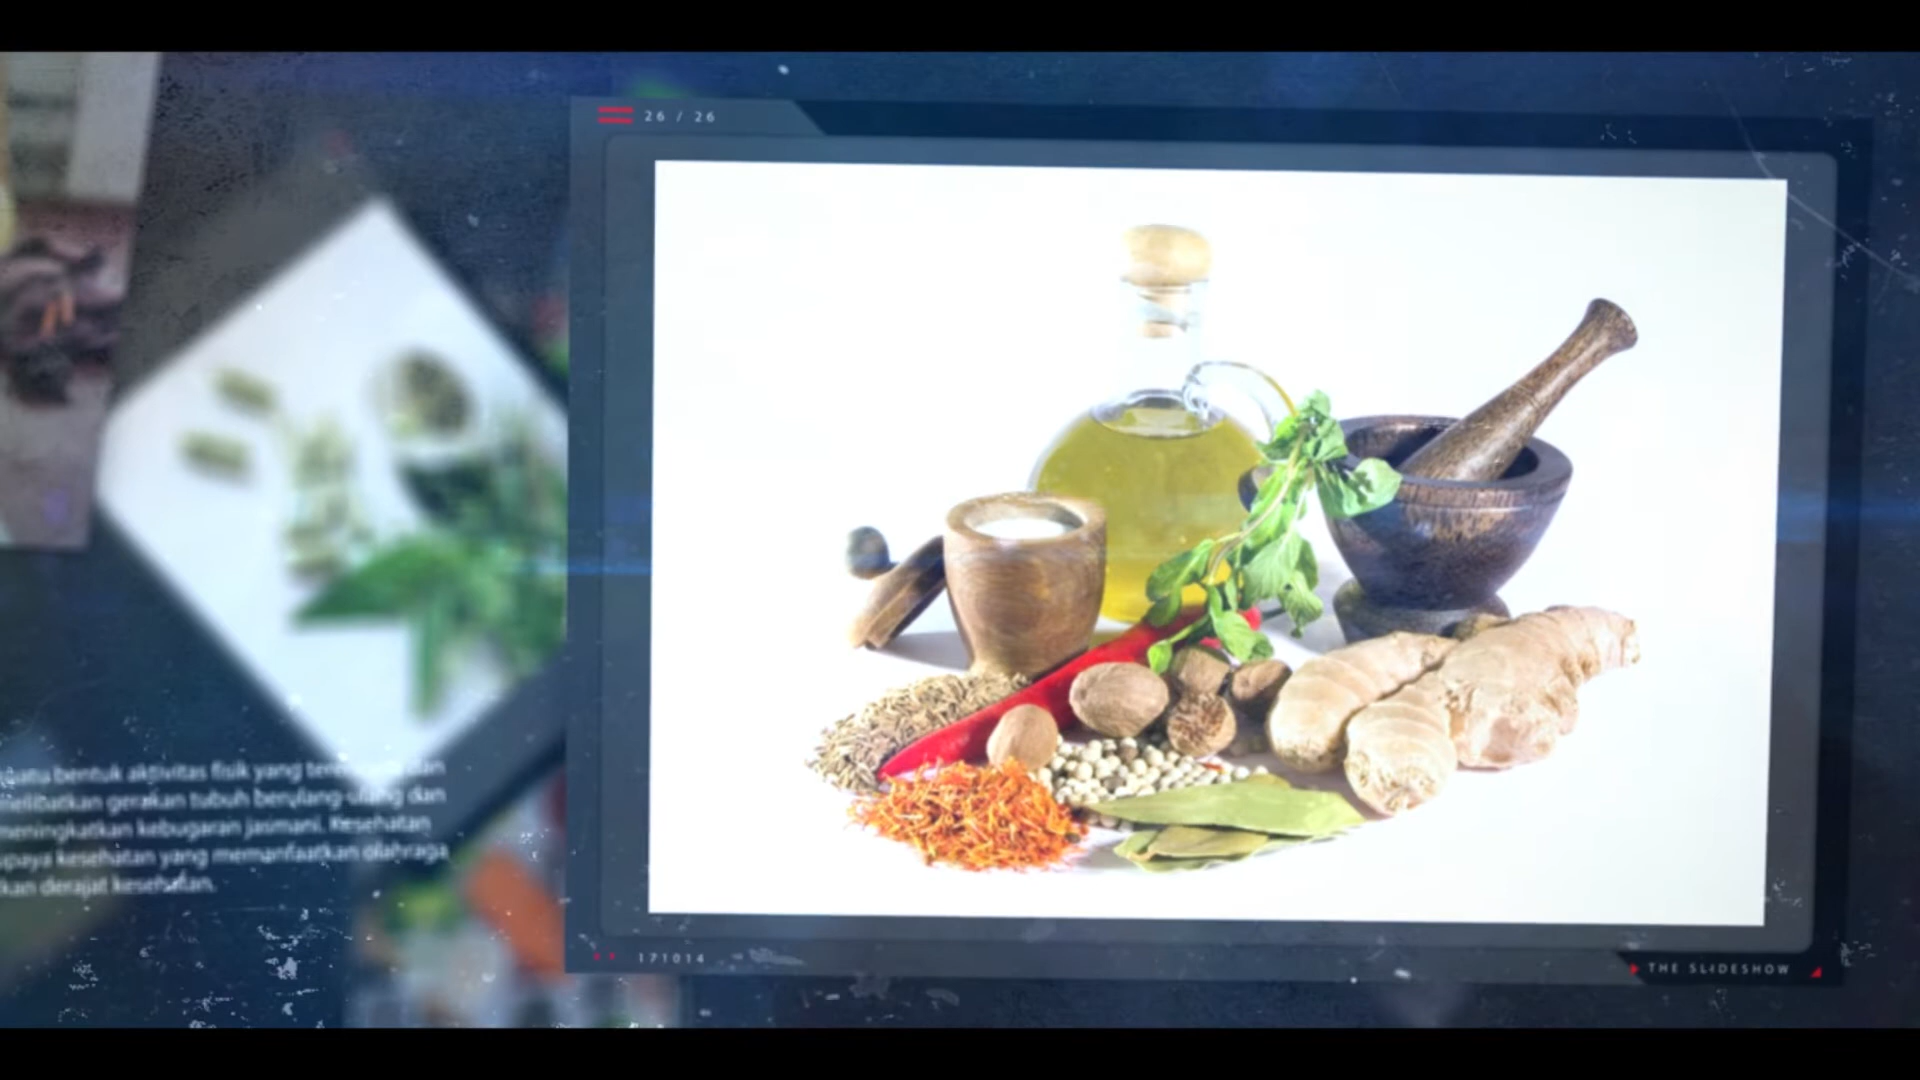 26 / 26
bentuk aktivitas fisik yang
melibatkan gerakan tubuh berulang-ulang dan
meningkatkan kebugaran jasmani. Kesehatan
upaya kesehatan yang memanfaatkan olahraga
derajat kesehatan.
171014
THE SLIDESHOW